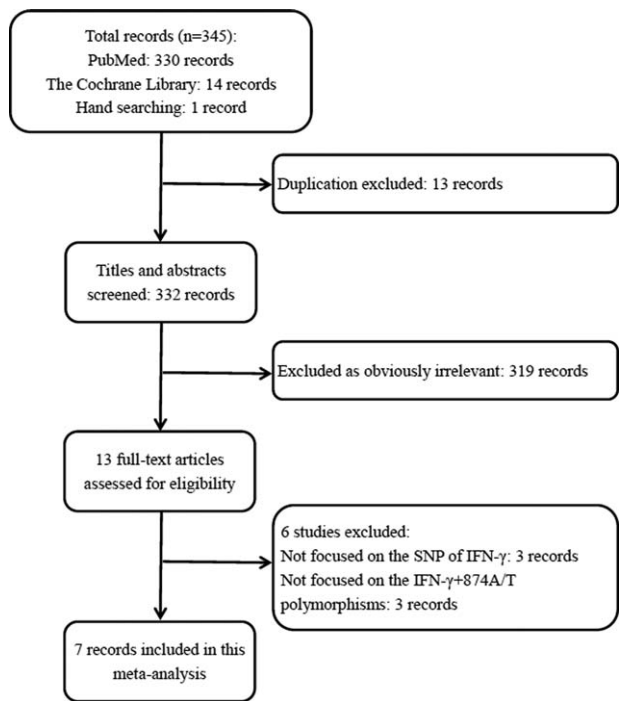 Total records (n=345):
PubMed: 330 records
The Cochrane Library: 14 records
Hand searching: 1 record
Duplication excluded: 13 records
Titles and abstracts
screened: 332 records
Excluded as obviously irrelevant: 319 records
13 full-text articles
assessed for eligibility
6 studies excluded:
Not focused on the SNP of IFN-γ: 3 records
Not focused on the IFN-γ+874A/T
polymorphisms: 3 records
7 records included in this
meta-analysis